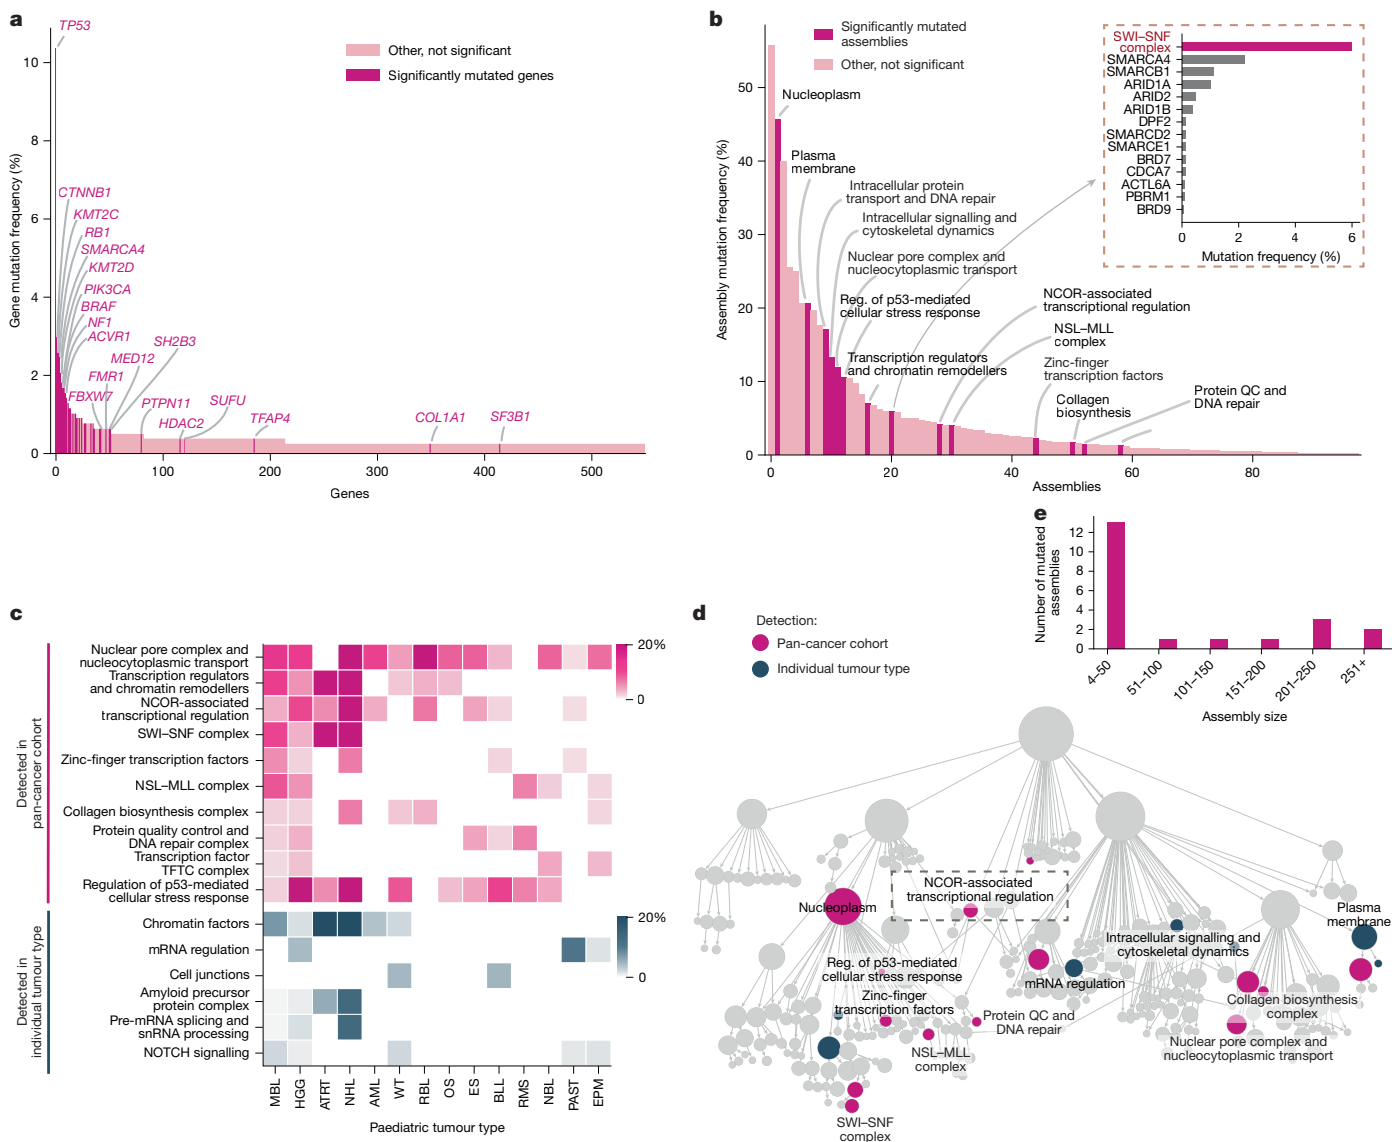 a
TP53
Other, not significant
Significantly mutated genes
Gene mutation frequency (%)
10
8
6
4
2
0
CTNNB1
KMT2C
RB1
SMARCA4
KMT2D
PIK3CA
BRAF
NF1
ACVR1
SH2B3
MED12
FMR1
FBXW7
PTPN11
HDAC2
SUFU
TFAP4
COL1A1
SF3B1
0
100
200
300
400
500
Genes
b
Significantly mutated
assemblies
Other, not significant
Assembly mutation frequency (%)
50
40
30
20
10
0
Nucleoplasm
Plasma
membrane
Intracellular protein
transport and DNA repair
Intracellular signalling and
cytoskeletal dynamics
Nuclear pore complex and
nucleocytoplasmic transport
Reg. of p53-mediated
cellular stress response
Transcription regulators
and chromatin remodellers
NCOR-associated
transcriptional regulation
NSL–MLL
complex
Zinc-finger
transcription factors
Collagen
biosynthesis
Protein QC and
DNA repair
0
20
40
60
80
Assemblies
SWI–SNF
complex
SMARCA4
SMARCB1
ARID1A
ARID2
ARID1B
DPF2
SMARCD2
SMARCE1
BRD7
CDCA7
ACTL6A
PBRM1
BRD9
0
2
4
6
Mutation frequency (%)
e
Number of mutated
assemblies
12
10
8
6
4
2
0
4–50
51–100
101–150
151–200
201–250
251+
Assembly size
c
Detected in
pan-cancer cohort
Nuclear pore complex and
nucleocytoplasmic transport
Transcription regulators
and chromatin remodellers
NCOR-associated
transcriptional regulation
SWI–SNF complex
Zinc-finger transcription factors
NSL–MLL complex
Collagen biosynthesis complex
Protein quality control and
DNA repair complex
Transcription factor
TFTC complex
Regulation of p53-mediated
cellular stress response
20%
0
Detected in
individual tumour type
Chromatin factors
mRNA regulation
Cell junctions
Amyloid precursor
protein complex
Pre-mRNA splicing and
snRNA processing
NOTCH signalling
20%
0
MBL
HGG
ATRT
NHL
AML
WT
RBL
OS
ES
BLL
RMS
NBL
PAST
EPM
Paediatric tumour type
d
Detection:
Pan-cancer cohort
Individual tumour type
NCOR-associated
transcriptional regulation
Nucleoplasm
Plasma
membrane
Intracellular signalling and
cytoskeletal dynamics
Reg. of p53-mediated
cellular stress response
mRNA regulation
Zinc-finger
transcription factors
Collagen biosynthesis
complex
Protein QC and
DNA repair
Nuclear pore complex and
nucleocytoplasmic transport
NSL–MLL
complex
SWI–SNF
complex